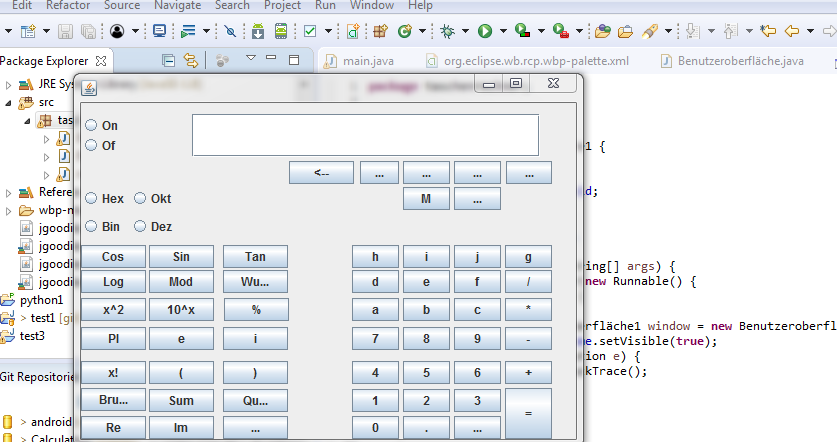 Edit Refactor Source Navigate Search Project Run Window Help
Package Explorer
main.java
org.eclipse.wb.rcp.wbp-palette.xml
Benutzeroberfläche.java
JRE Sys
src
tas
Refere
wbp-n
jgoodi
jgoodi
jgoodi
jgoodi
python1
> test1 [gi
test3
Git Repositorie
> android
> Calculat
On
Of
<-- ... ... ... ...
M ...
Hex Okt
Bin Dez
Cos Sin Tan h i j g
Log Mod Wu... d e f /
x^2 10^x % a b c *
PI e i 7 8 9 -
x! ( ) 4 5 6 +
Bru... Sum Qu... 1 2 3 =
Re Im ... 0 . ...
1 {
d;
ing[] args) {
new Runnable() {
rfläche1 window = new Benutzeroberfl
e.setVisible(true);
ion e) {
kTrace();